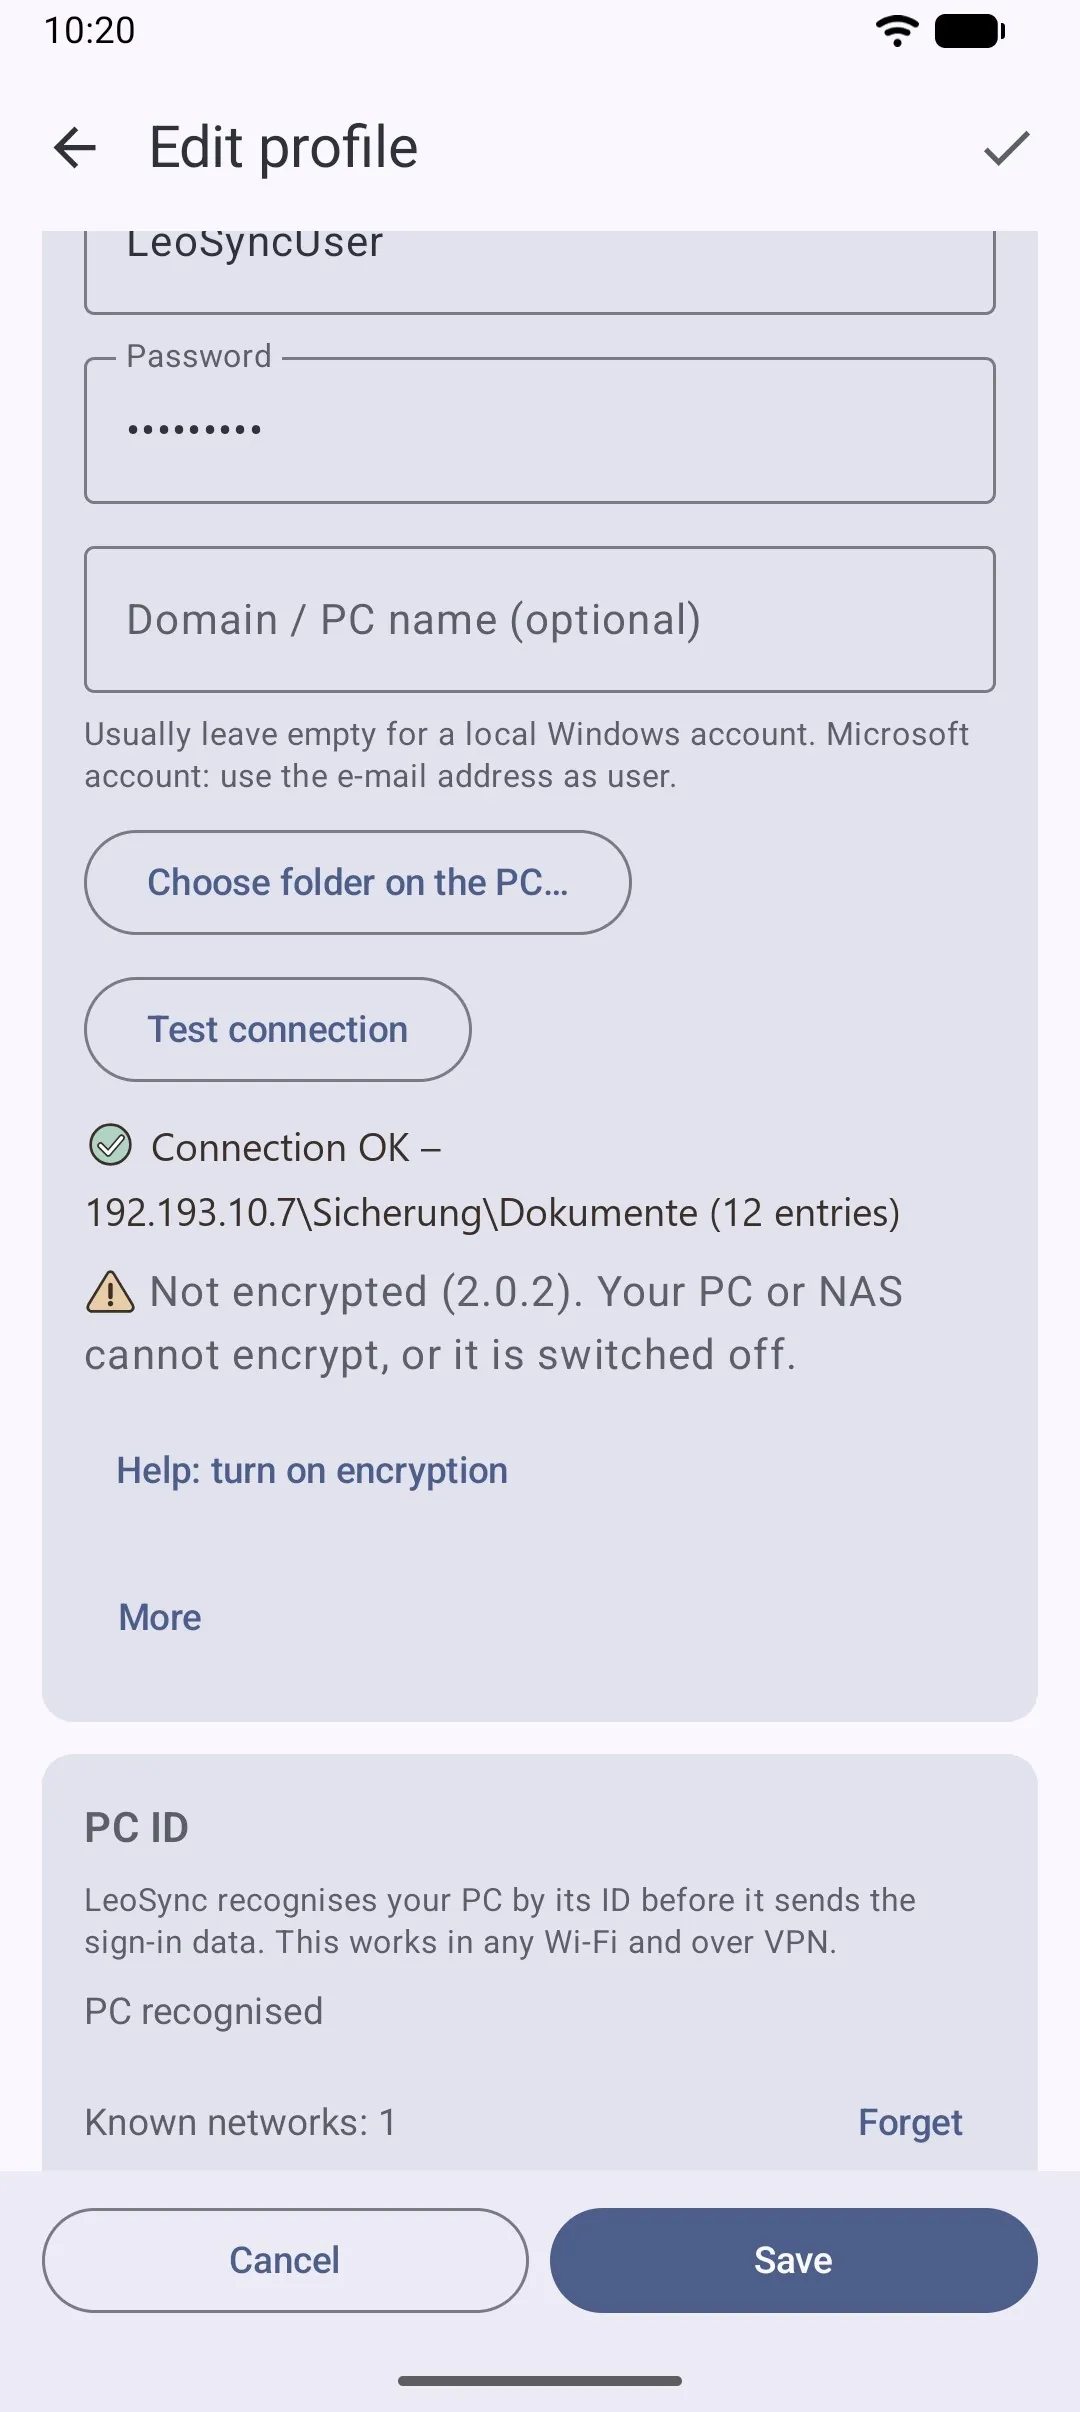 10:20
Edit profile
LeoSyncUser
Password
•••••••••
Domain / PC name (optional)
Usually leave empty for a local Windows account. Microsoft
account: use the e-mail address as user.
Choose folder on the PC…
Test connection
Connection OK –
192.193.10.7\Sicherung\Dokumente (12 entries)
Not encrypted (2.0.2). Your PC or NAS
cannot encrypt, or it is switched off.
Help: turn on encryption
More
PC ID
LeoSync recognises your PC by its ID before it sends the
sign-in data. This works in any Wi-Fi and over VPN.
PC recognised
Known networks: 1
Forget
Cancel
Save